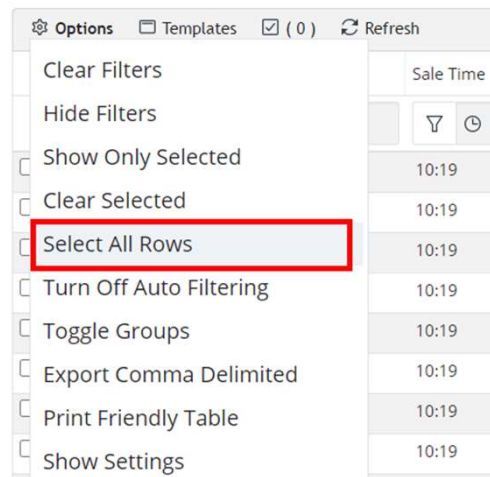 Options Templates ( 0 ) Refresh
Clear Filters
Sale Time
Hide Filters
Show Only Selected
10:19
Clear Selected
10:19
Select All Rows
10:19
Turn Off Auto Filtering
10:19
Toggle Groups
10:19
Export Comma Delimited
10:19
Print Friendly Table
10:19
Show Settings
10:19